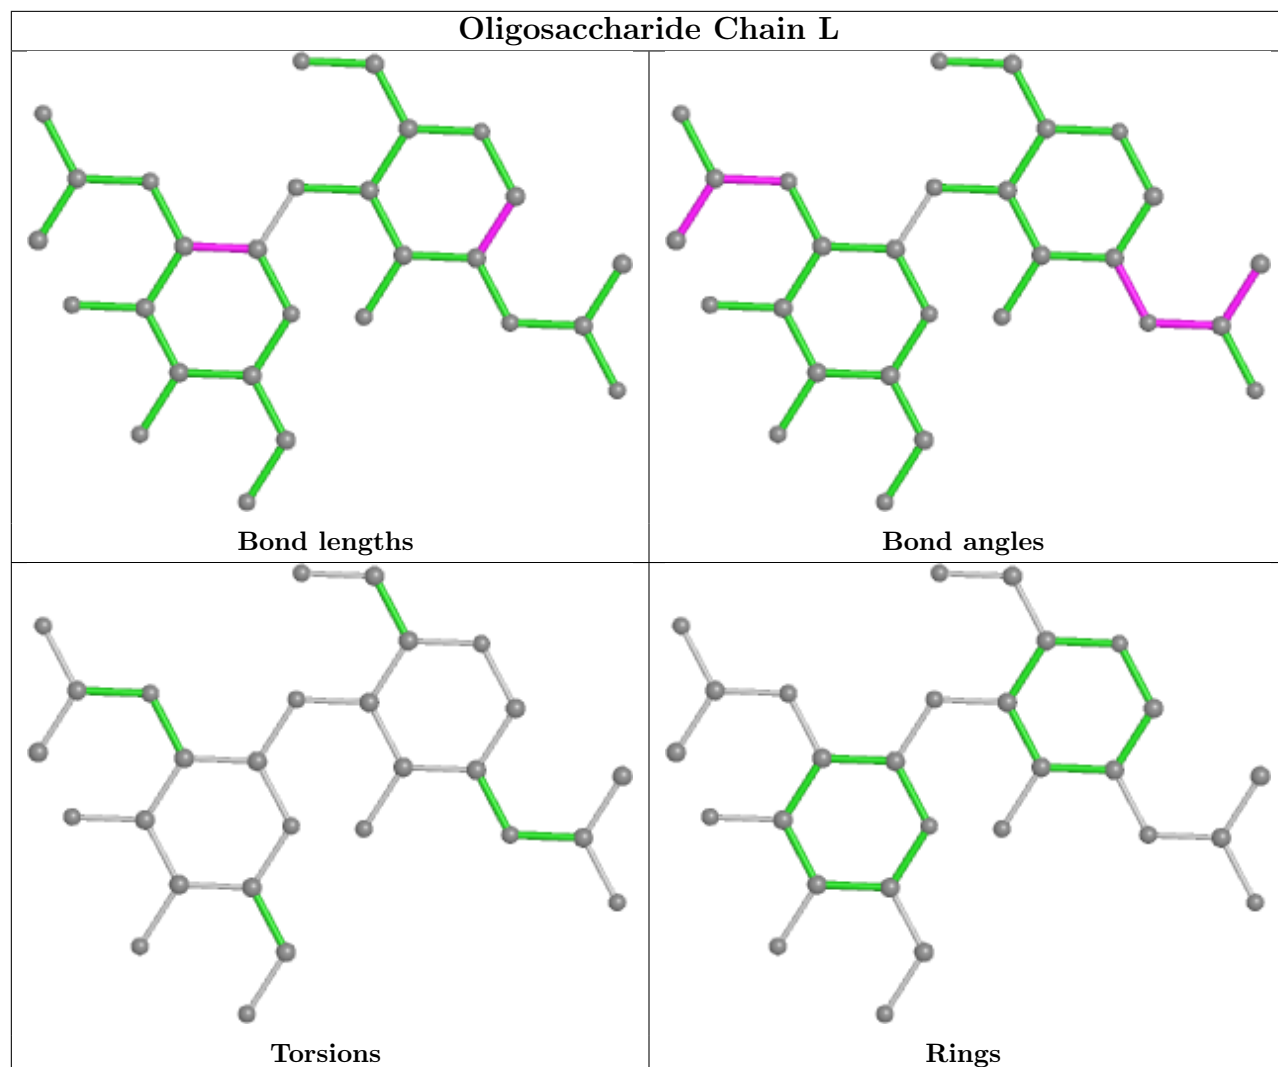 Oligosaccharide Chain L
Bond lengths
Bond angles
Torsions
Rings